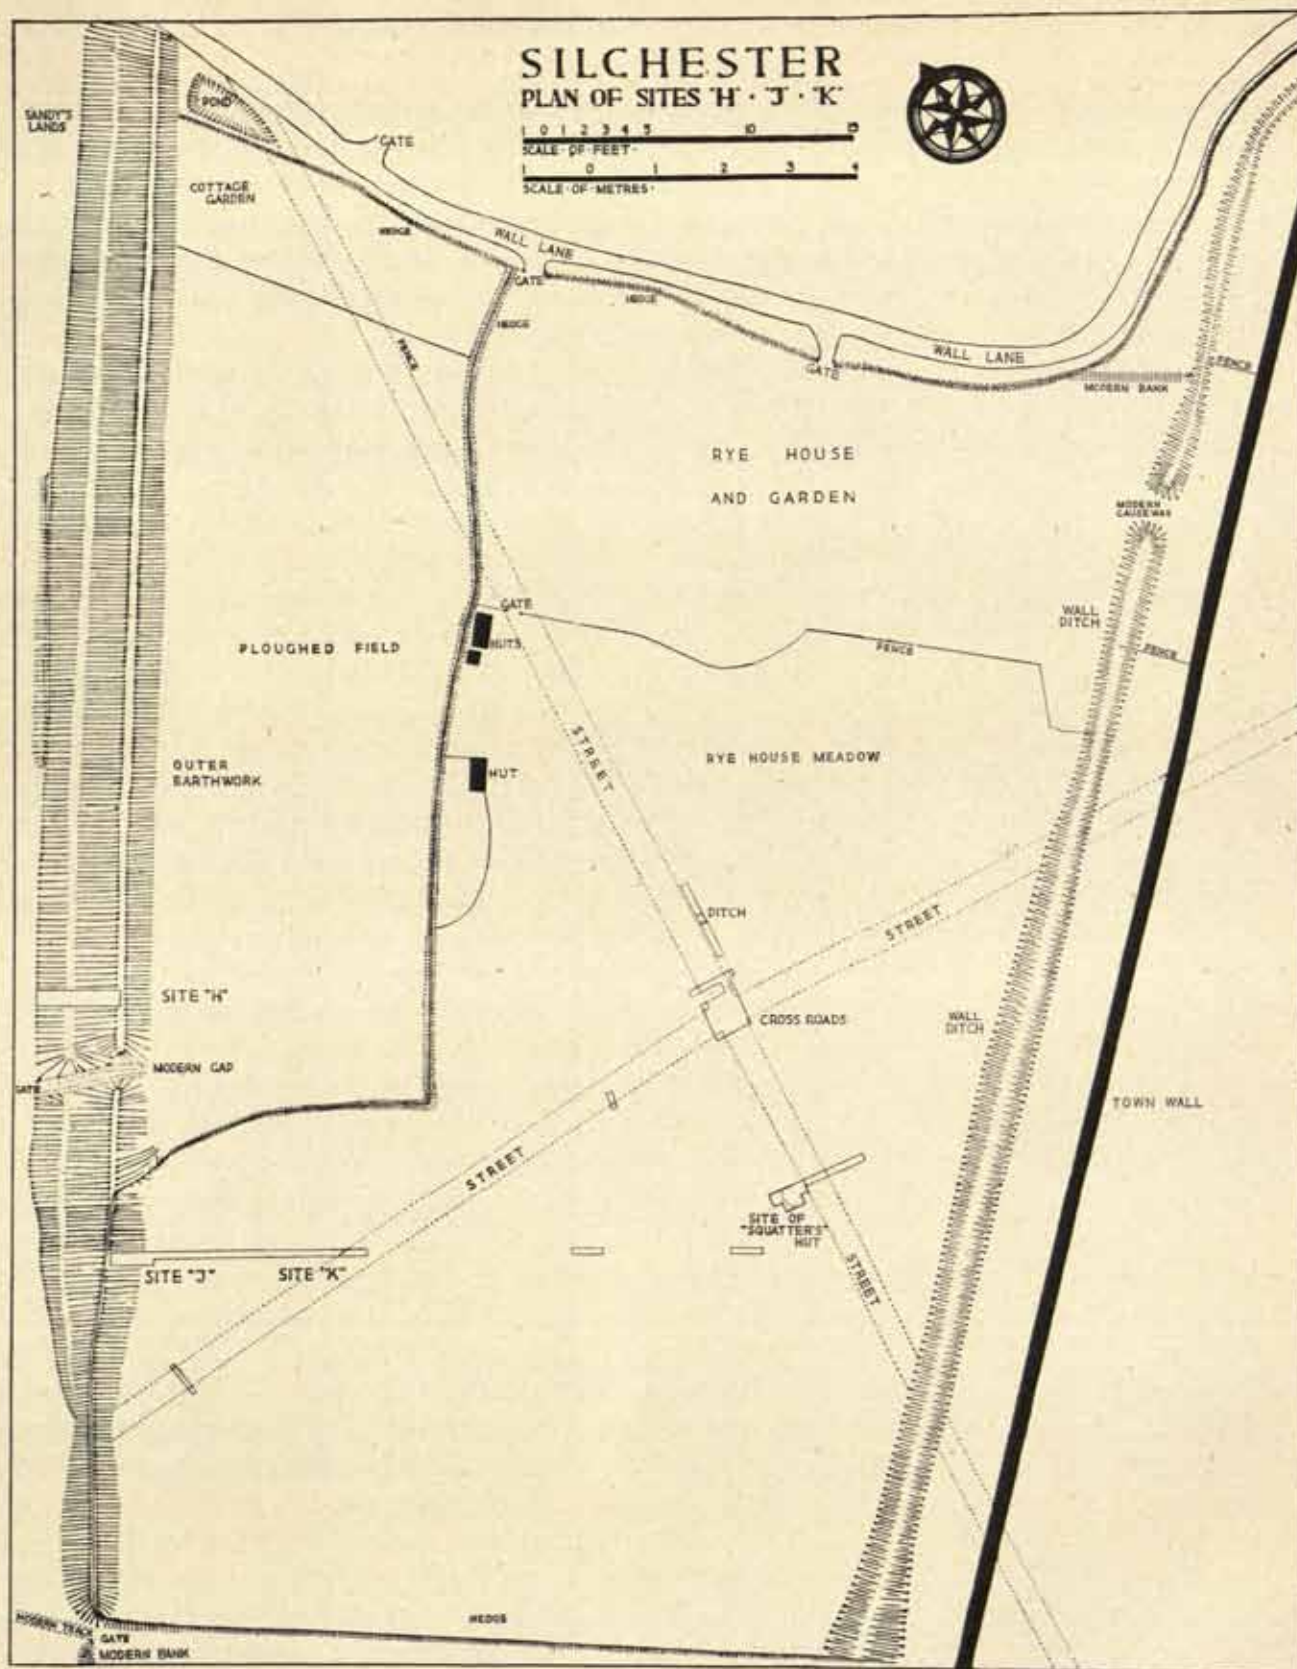 SILCHESTER
PLAN OF SITES "H" · "J" · "K"
1 0 1 2 3 4 5 10 15
SCALE · OF · FEET ·
1 0 1 2 3 4
SCALE · OF · METRES ·
SANDY'S
LANDS
POND
GATE
COTTAGE
GARDEN
HEDGE
WALL LANE
GATE
HEDGE
HEDGE
FENCE
WALL LANE
GATE
FENCE
MODERN BANK
RYE HOUSE
AND GARDEN
MODERN
CAUSEWAY
GATE
WALL
DITCH
HUTS
PLOUGHED FIELD
FENCE
FENCE
STREET
RYE HOUSE MEADOW
OUTER
EARTHWORK
HUT
DITCH
STREET
SITE "H"
CROSS ROADS
WALL
DITCH
MODERN GAP
GATE
TOWN WALL
STREET
SITE OF
"SQUATTER'S"
HUT
SITE "J"
SITE "K"
STREET
HEDGE
MODERN TRACK
GATE
MODERN BANK